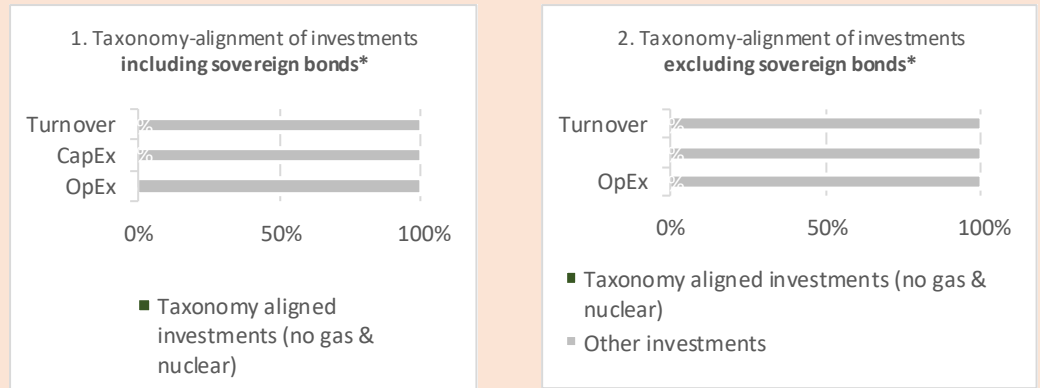 1. Taxonomy-alignment of investments
including sovereign bonds*
Turnover
%
CapEx
%
OpEx
0% 50% 100%
Taxonomy aligned
investments (no gas &
nuclear)
2. Taxonomy-alignment of investments
excluding sovereign bonds*
Turnover
%
%
OpEx
%
0% 50% 100%
Taxonomy aligned investments (no gas &
nuclear)
Other investments